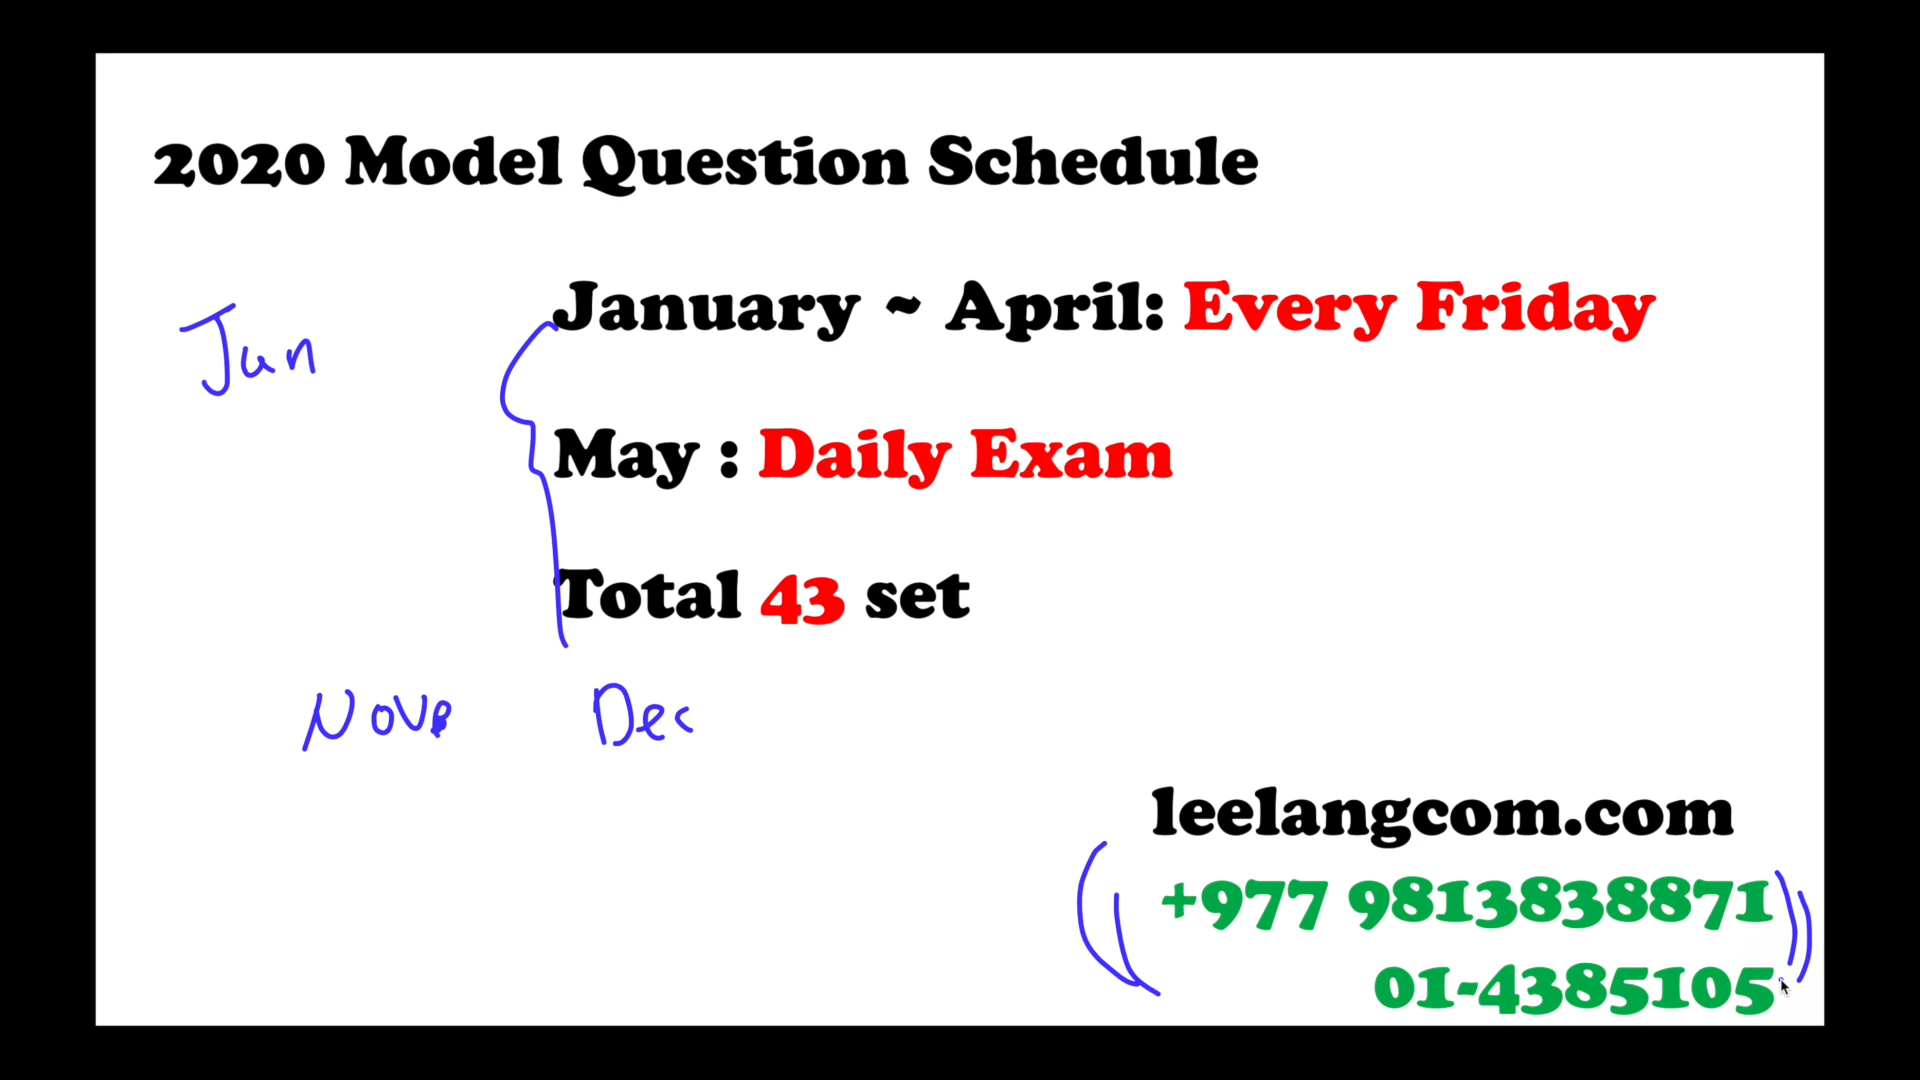 2020 Model Question Schedule
January ~ April: Every Friday
Jun
May : Daily Exam
Total 43 set
Nove Dec
leelangcom.com
+977 9813838871
01-4385105